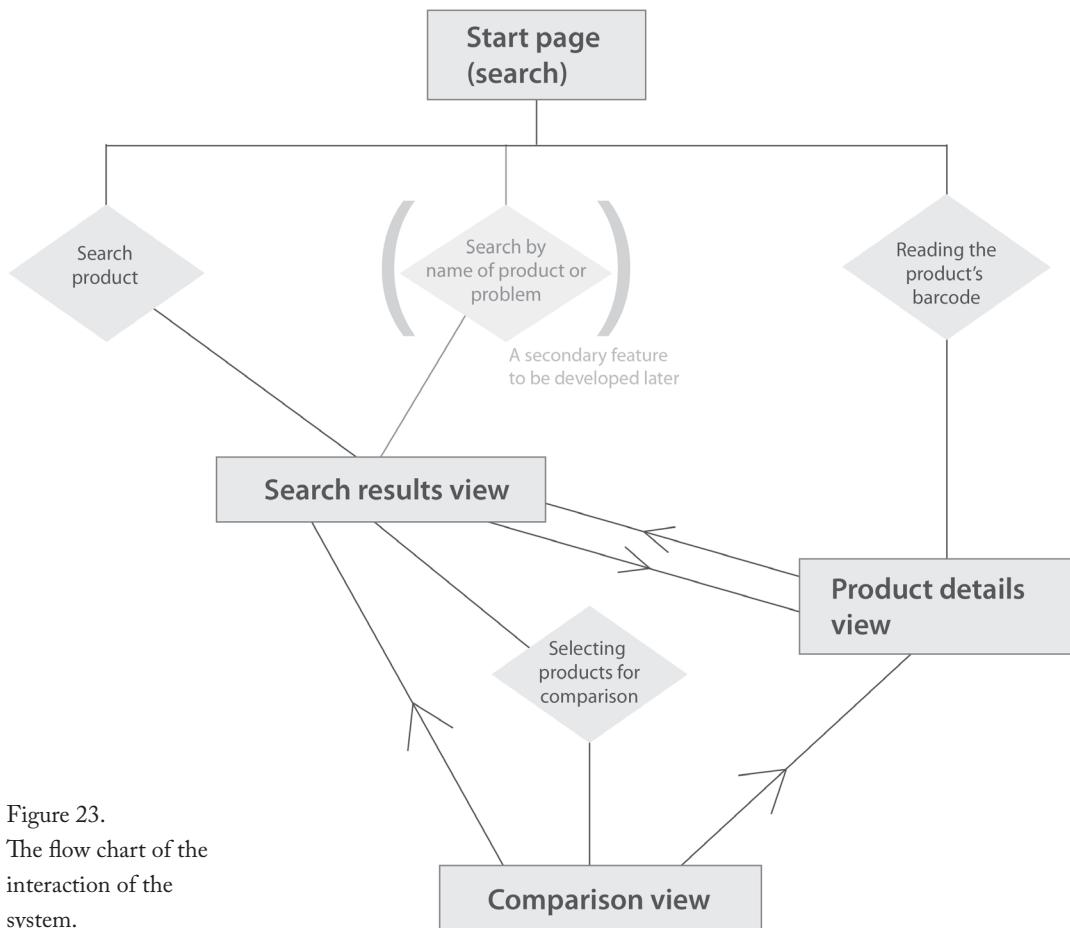 Start page
(search)
Search
product
Search by
name of product or
problem
Reading the
product's
barcode
A secondary feature
to be developed later
Search results view
Product details
view
Selecting
products for
comparison
Figure 23.
The flow chart of the
interaction of the
system.
Comparison view